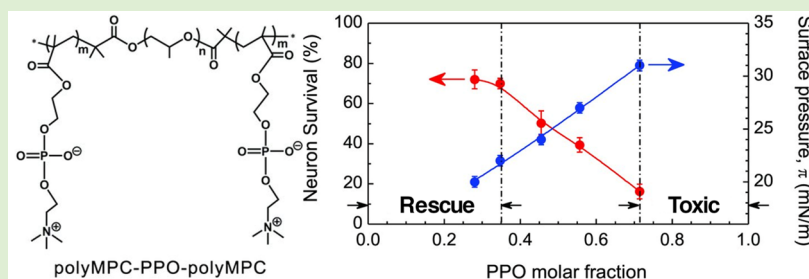 O
O
O
O
m
O
n
O
m
O
O
O
O
O
O
O=P-O⊖
O=P-O⊖
O
O
N⊕
N⊕
polyMPC-PPO-polyMPC
Neuron Survival (%)
100
80
60
40
20
0
Rescue
Toxic
35
30
25
20
Surface pressure, π (mN/m)
0.0 0.2 0.4 0.6 0.8 1.0
PPO molar fraction